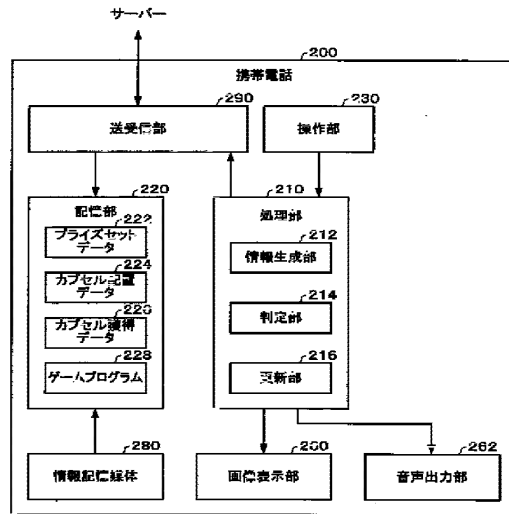 サーバー
200
携帯電話
290
送受信部
230
操作部
220
記憶部
222
プライズセット
データ
224
カプセル配置
データ
226
カプセル獲得
データ
228
ゲームプログラム
210
処理部
212
情報生成部
214
判定部
216
更新部
280
情報記憶媒体
260
画像表示部
262
音声出力部